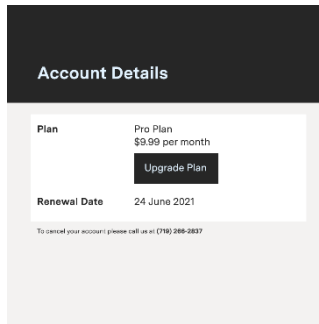 Account Details
Plan
Pro Plan
$9.99 per month
Upgrade Plan
Renewal Date
24 June 2021
To cancel your account please call us at (719) 266-2837